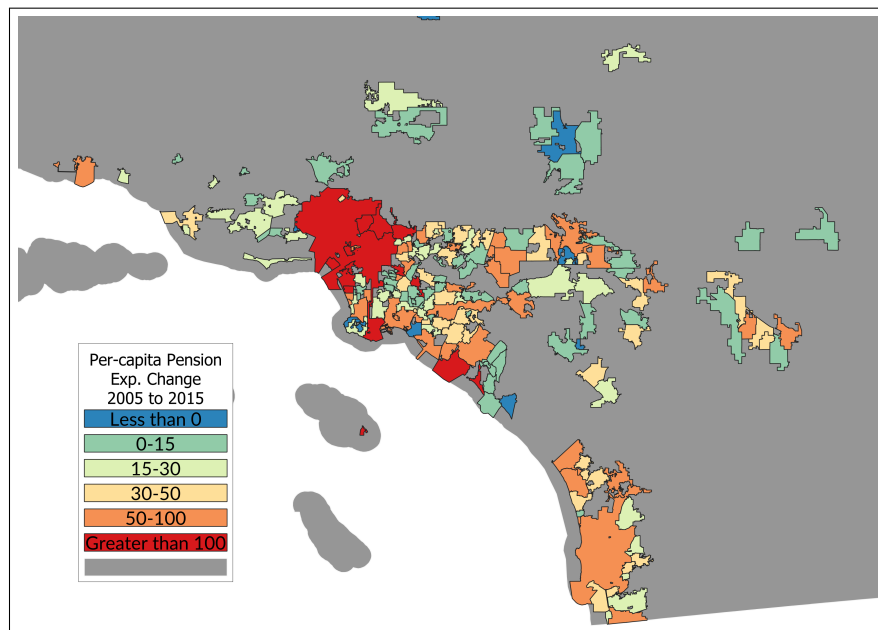 Per-capita Pension
Exp. Change
2005 to 2015
Less than 0
0-15
15-30
30-50
50-100
Greater than 100